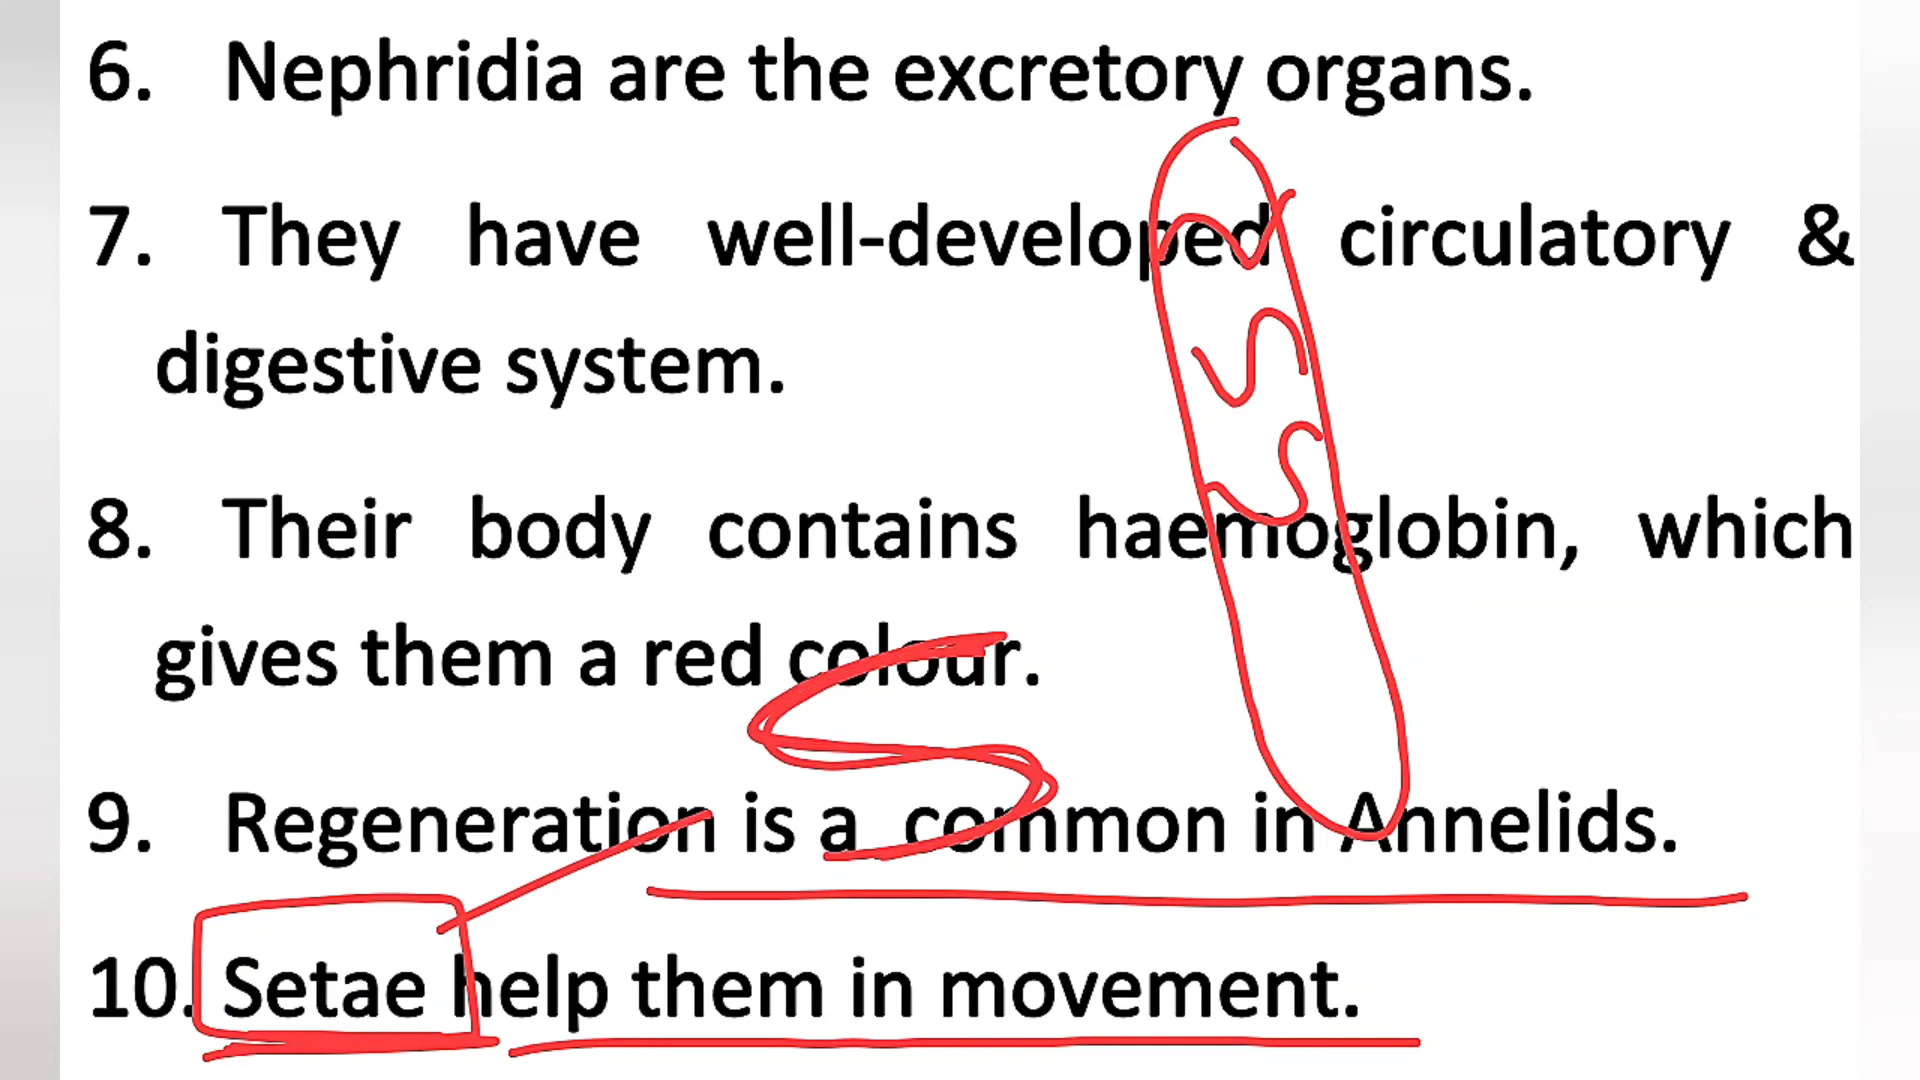 6. Nephridia are the excretory organs.
7. They have well-developed circulatory &
digestive system.
8. Their body contains haemoglobin, which
gives them a red colour.
9. Regeneration is a common in Annelids.
10. Setae help them in movement.